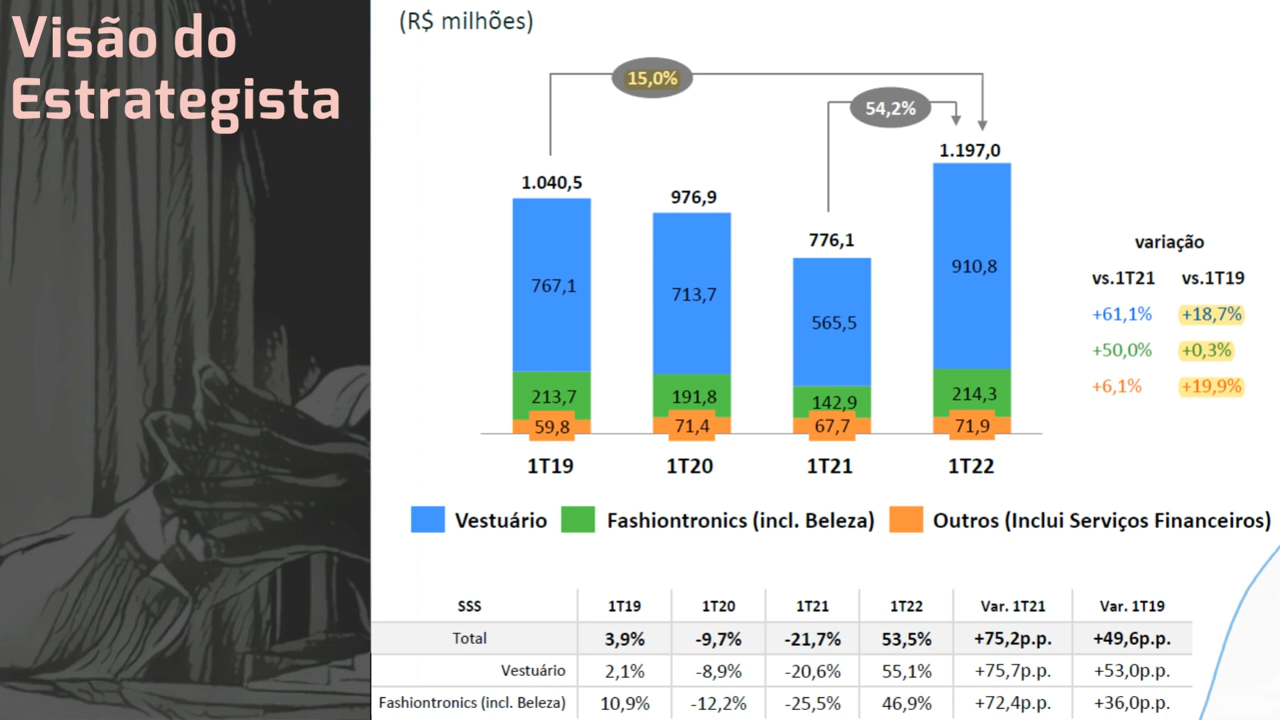 Visão do
Estrategista
(R$ milhões)
15,0%
54,2%
1.040,5
976,9
776,1
1.197,0
767,1
713,7
565,5
910,8
213,7
191,8
142,9
214,3
59,8
71,4
67,7
71,9
1T19
1T20
1T21
1T22
variação
vs.1T21 vs.1T19
+61,1% +18,7%
+50,0% +0,3%
+6,1% +19,9%
Vestuário Fashiontronics (incl. Beleza) Outros (Inclui Serviços Financeiros)
SSS 1T19 1T20 1T21 1T22 Var. 1T21 Var. 1T19
Total 3,9% -9,7% -21,7% 53,5% +75,2p.p. +49,6p.p.
Vestuário 2,1% -8,9% -20,6% 55,1% +75,7p.p. +53,0p.p.
Fashiontronics (incl. Beleza) 10,9% -12,2% -25,5% 46,9% +72,4p.p. +36,0p.p.